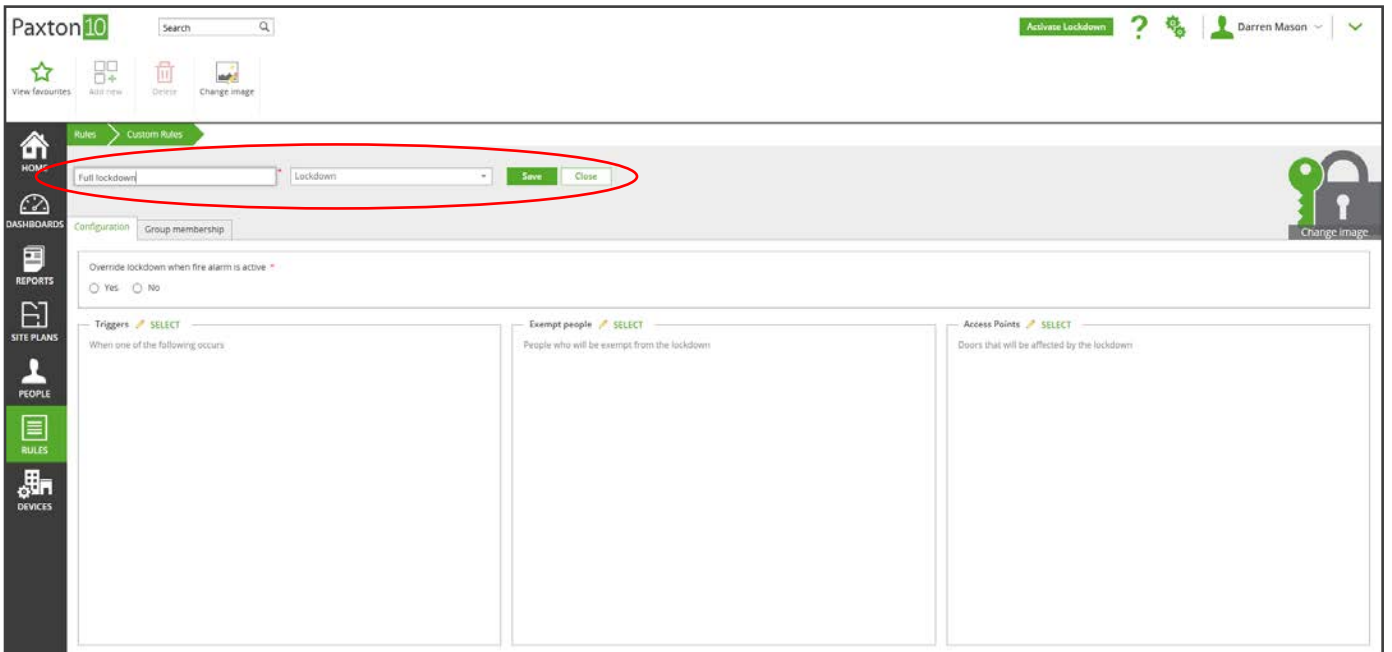 Paxton10
Search
Activate Lockdown
?
Darren Mason
View favourites
Add new
Delete
Change image
HOME
DASHBOARDS
REPORTS
SITE PLANS
PEOPLE
RULES
DEVICES
Rules
Custom Rules
Full lockdown
*
Lockdown
Save
Close
Change image
Configuration
Group membership
Override lockdown when fire alarm is active *
Yes
No
Triggers SELECT
When one of the following occurs
Exempt people SELECT
People who will be exempt from the lockdown
Access Points SELECT
Doors that will be affected by the lockdown